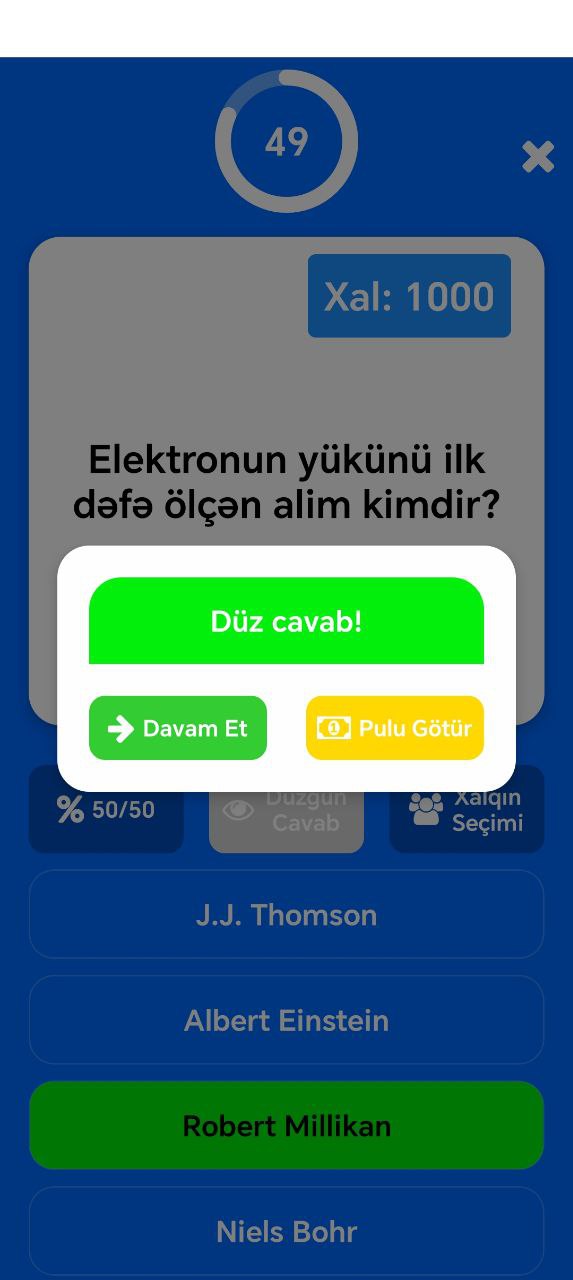 49
Xal: 1000
Elektronun yükünü ilk
dəfə ölçən alim kimdir?
Düz cavab!
Davam Et
1 Pulu Götür
% 50/50
Düzgün
Cavab
Xalqın
Seçimi
J.J. Thomson
Albert Einstein
Robert Millikan
Niels Bohr